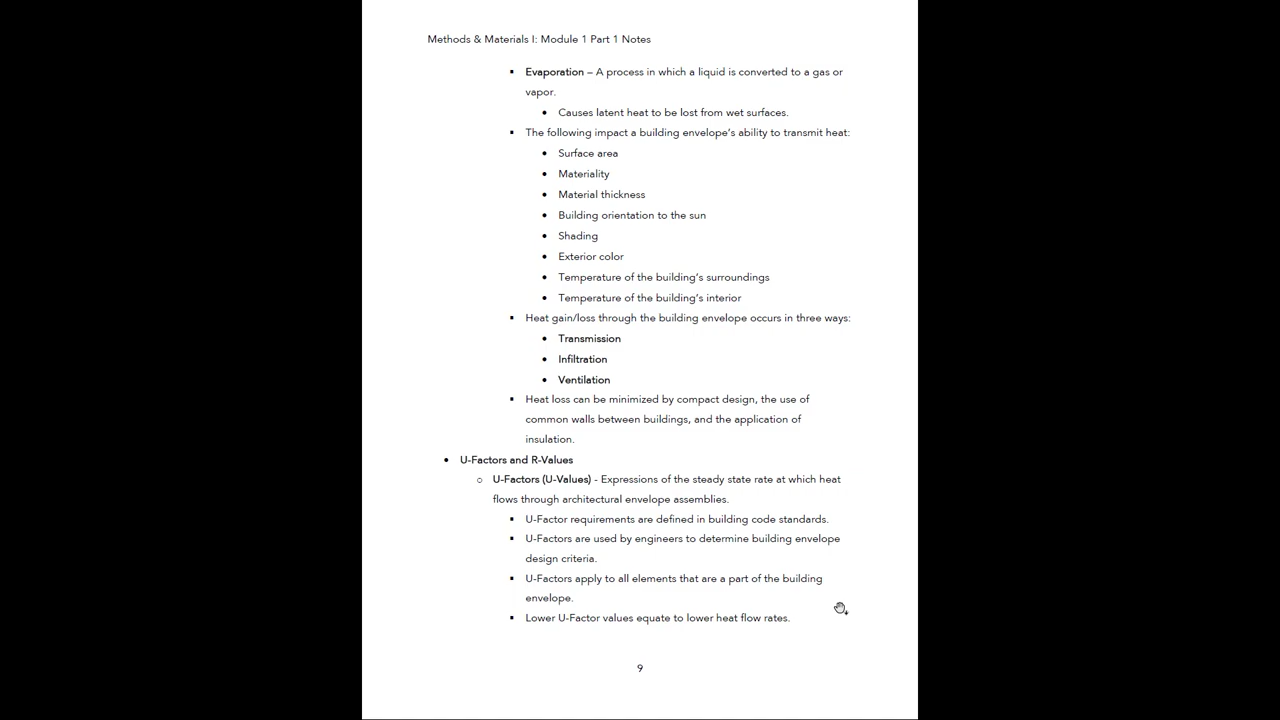 Methods & Materials I: Module 1 Part 1 Notes
▪ Evaporation – A process in which a liquid is converted to a gas or
vapor.
• Causes latent heat to be lost from wet surfaces.
▪ The following impact a building envelope's ability to transmit heat:
• Surface area
• Materiality
• Material thickness
• Building orientation to the sun
• Shading
• Exterior color
• Temperature of the building's surroundings
• Temperature of the building's interior
▪ Heat gain/loss through the building envelope occurs in three ways:
• Transmission
• Infiltration
• Ventilation
▪ Heat loss can be minimized by compact design, the use of
common walls between buildings, and the application of
insulation.
• U-Factors and R-Values
○ U-Factors (U-Values) - Expressions of the steady state rate at which heat
flows through architectural envelope assemblies.
▪ U-Factor requirements are defined in building code standards.
▪ U-Factors are used by engineers to determine building envelope
design criteria.
▪ U-Factors apply to all elements that are a part of the building
envelope.
▪ Lower U-Factor values equate to lower heat flow rates.
9